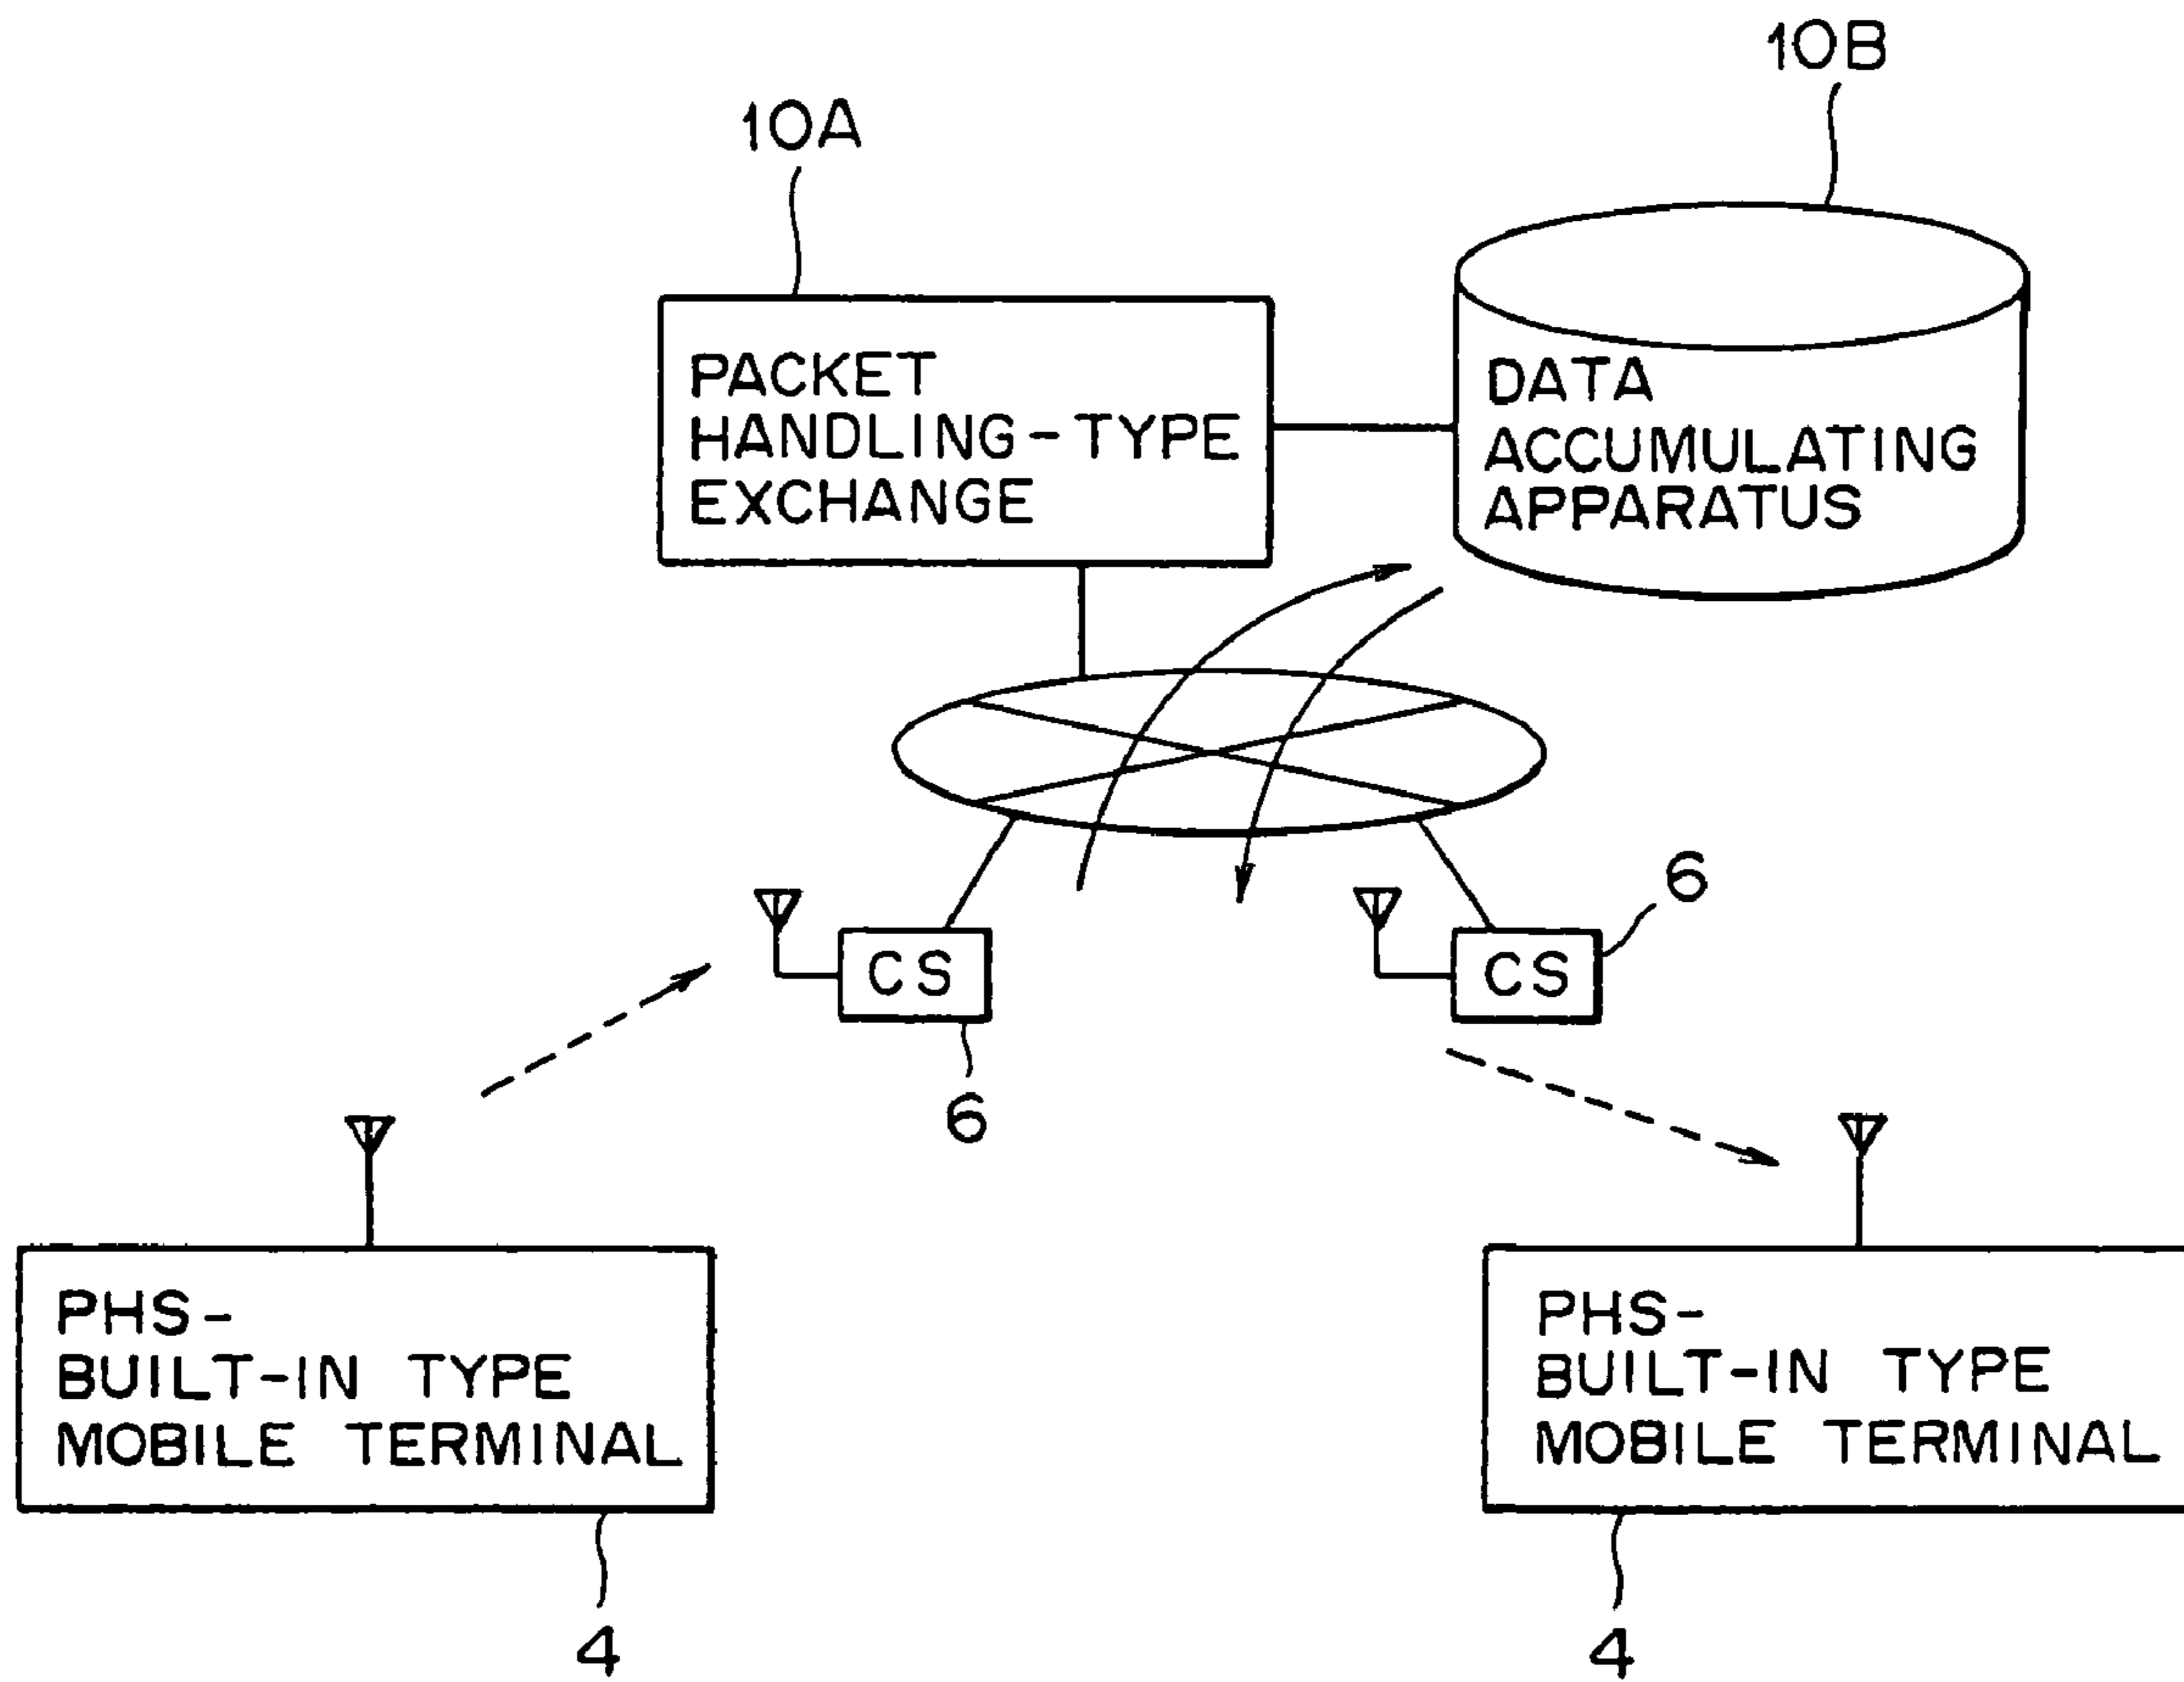 10B
10A
PACKET
HANDLING-TYPE
EXCHANGE
DATA
ACCUMULATING
APPARATUS
6
CS
CS
6
PHS-
BUILT-IN TYPE
MOBILE TERMINAL
PHS-
BUILT-IN TYPE
MOBILE TERMINAL
4
4